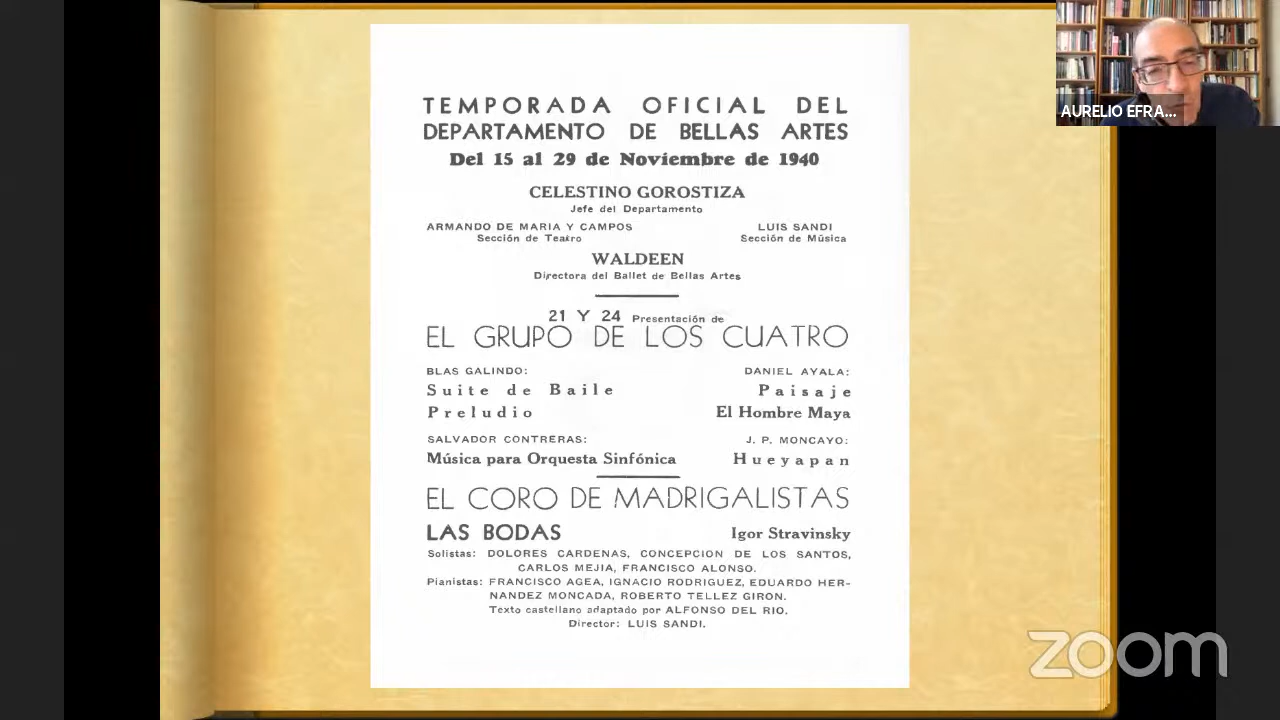 TEMPORADA OFICIAL DEL
DEPARTAMENTO DE BELLAS ARTES
Del 15 al 29 de Noviembre de 1940
CELESTINO GOROSTIZA
Jefe del Departamento
ARMANDO DE MARIA Y CAMPOS
Sección de Teatro
LUIS SANDI
Sección de Música
WALDEEN
Directora del Ballet de Bellas Artes
21 Y 24 Presentación de
EL GRUPO DE LOS CUATRO
BLAS GALINDO:
Suite de Baile
Preludio
DANIEL AYALA:
Paisaje
El Hombre Maya
SALVADOR CONTRERAS:
Música para Orquesta Sinfónica
J. P. MONCAYO:
Hueyapan
EL CORO DE MADRIGALISTAS
LAS BODAS Igor Stravinsky
Solistas: DOLORES CARDENAS, CONCEPCION DE LOS SANTOS,
CARLOS MEJIA, FRANCISCO ALONSO.
Pianistas: FRANCISCO AGEA, IGNACIO RODRIGUEZ, EDUARDO HER-
NANDEZ MONCADA, ROBERTO TELLEZ GIRON.
Texto castellano adaptado por ALFONSO DEL RIO.
Director: LUIS SANDI.
AURELIO EFRA...
zoom